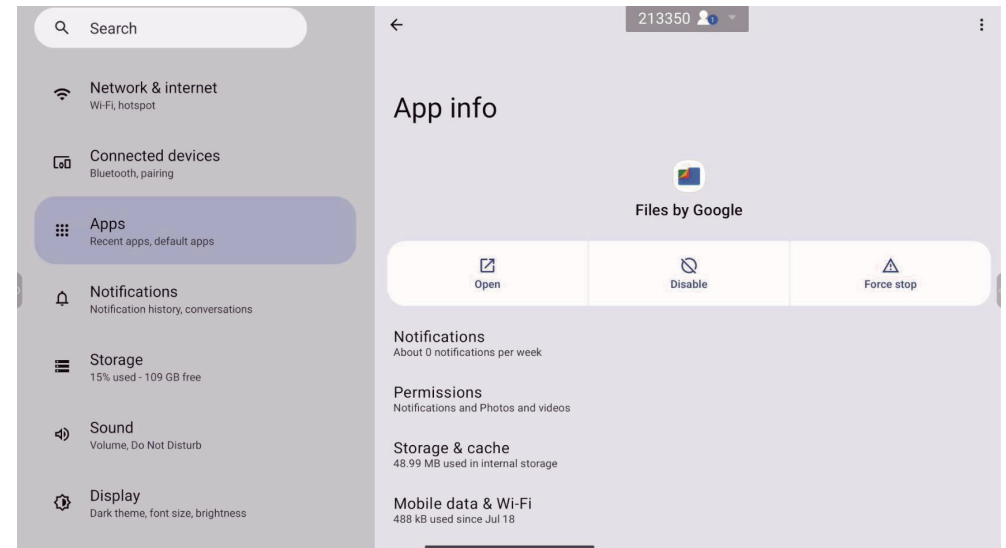 Search
Network & internet
Wi-Fi, hotspot
Connected devices
Bluetooth, pairing
Apps
Recent apps, default apps
Notifications
Notification history, conversations
Storage
15% used - 109 GB free
Sound
Volume, Do Not Disturb
Display
Dark theme, font size, brightness
213350 1
App info
Files by Google
Open
Disable
Force stop
Notifications
About 0 notifications per week
Permissions
Notifications and Photos and videos
Storage & cache
48.99 MB used in internal storage
Mobile data & Wi-Fi
488 kB used since Jul 18